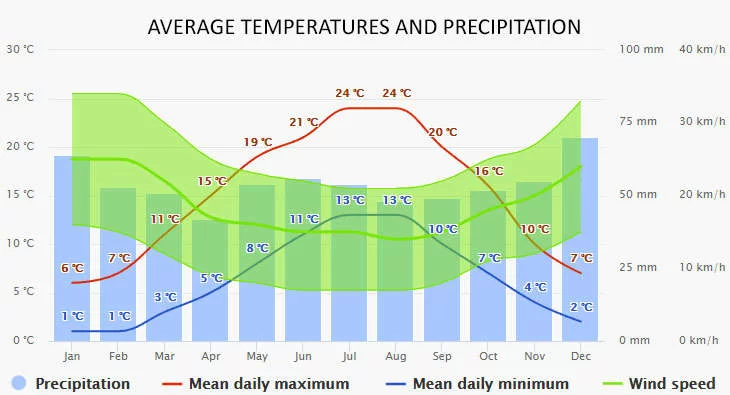 AVERAGE TEMPERATURES AND PRECIPITATION
30 °C 100 mm 40 km/h
25 °C 75 mm 30 km/h
20 °C 50 mm 20 km/h
15 °C 25 mm 10 km/h
10 °C 0 mm 0 km/h
5 °C
0 °C
6 °C 7 °C 11 °C 15 °C 19 °C 21 °C 24 °C 24 °C 20 °C 16 °C 10 °C 7 °C
1 °C 1 °C 3 °C 5 °C 8 °C 11 °C 13 °C 13 °C 10 °C 7 °C 4 °C 2 °C
Jan Feb Mar Apr May Jun Jul Aug Sep Oct Nov Dec
Precipitation Mean daily maximum Mean daily minimum Wind speed